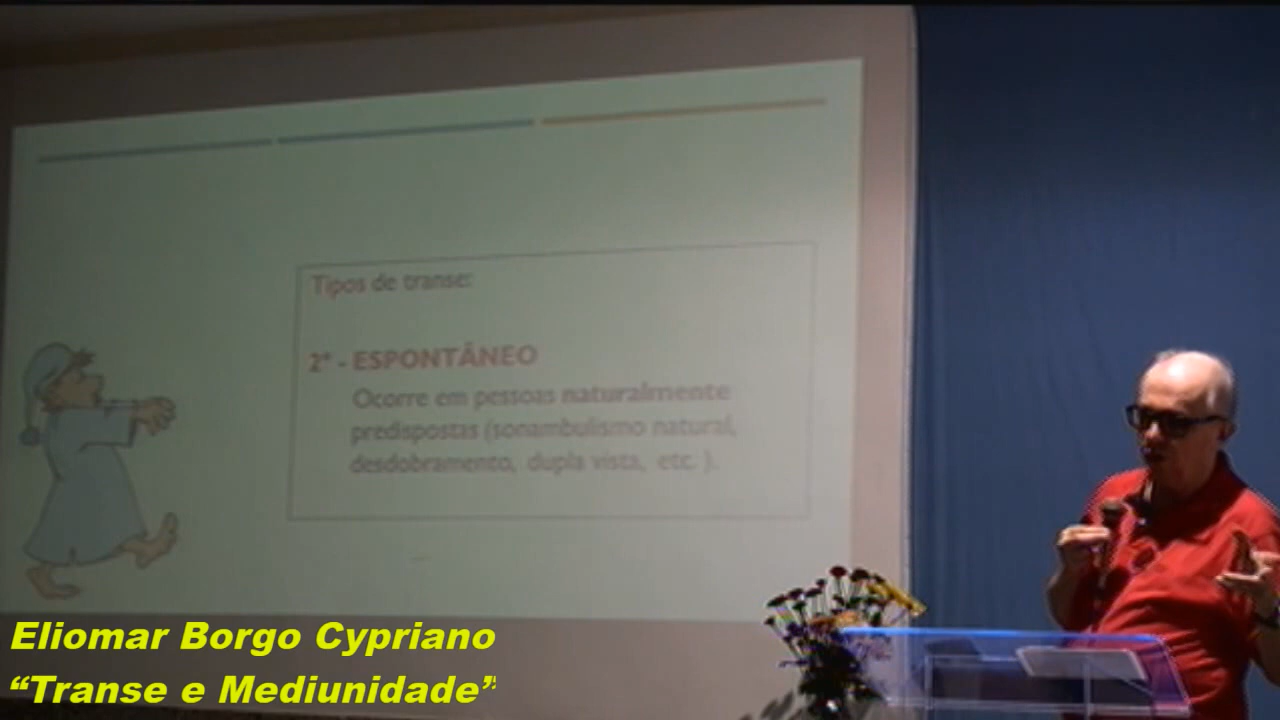 Tipos de transe:
2º - ESPONTÂNEO
Ocorre em pessoas naturalmente
predispostas (sonambulismo natural,
desdobramento, dupla vista, etc. ).
Eliomar Borgo Cypriano
“Transe e Mediunidade”